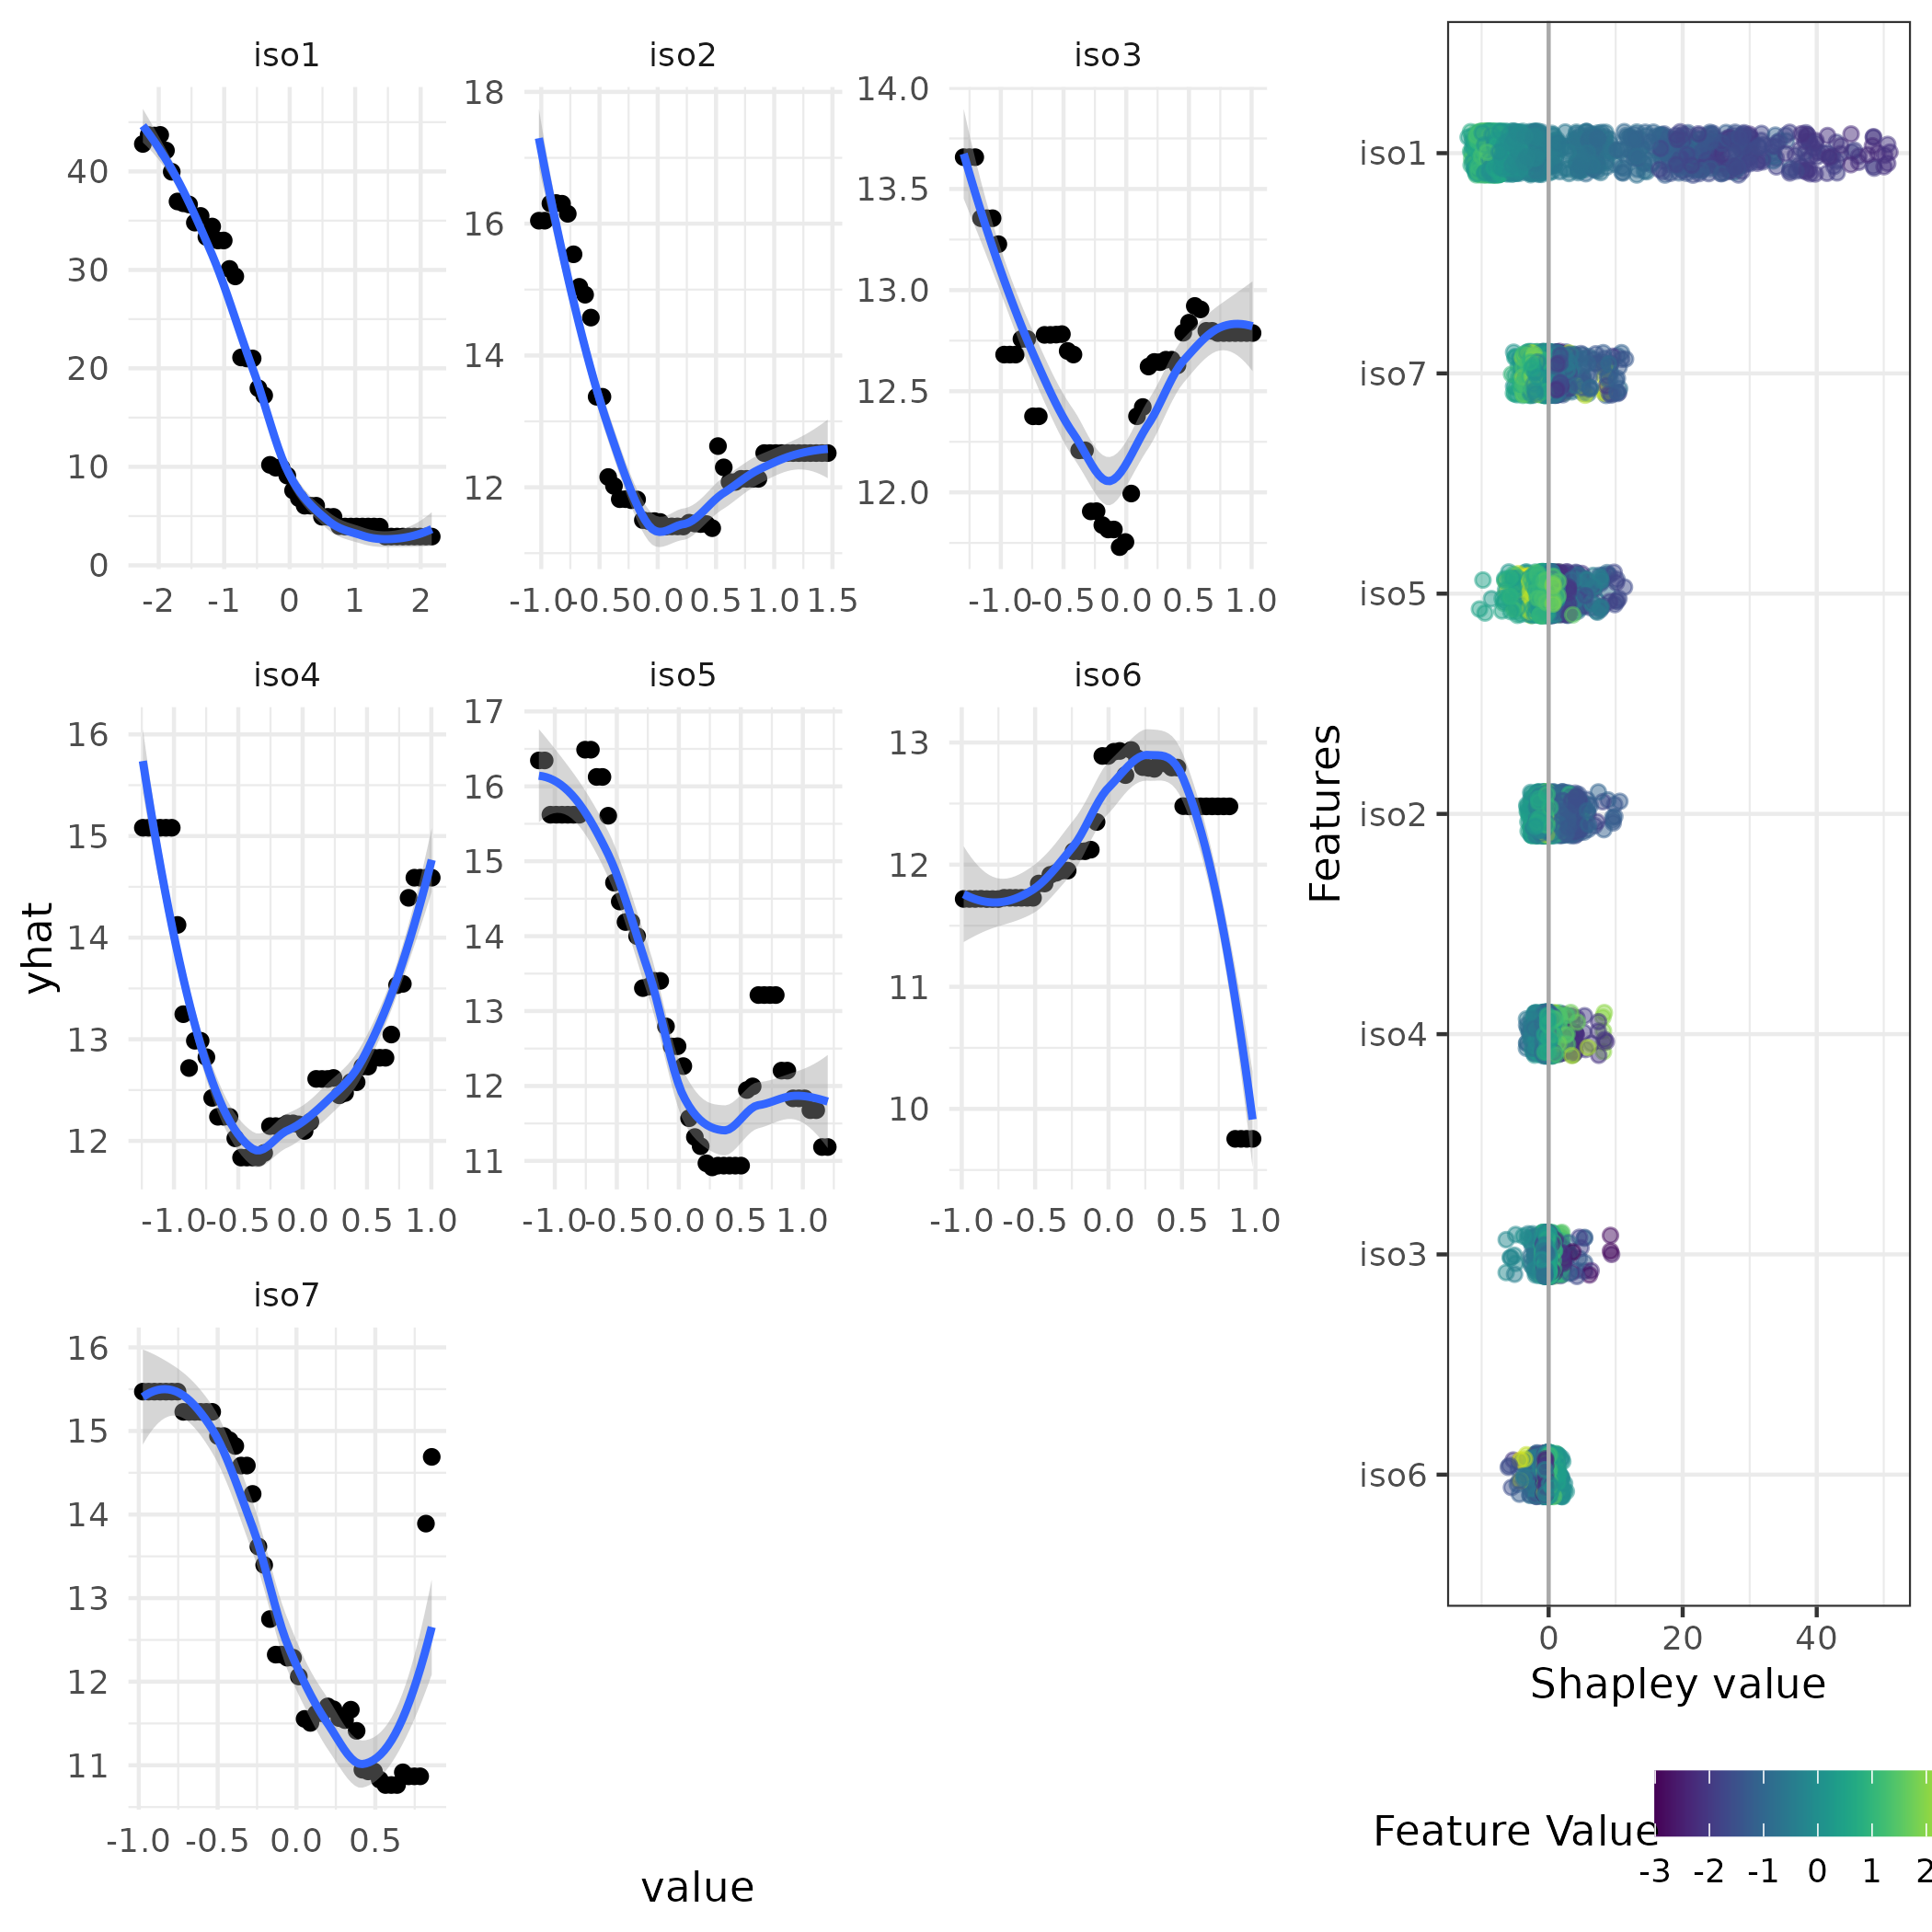 iso1 iso2 iso3
40
30
20
10
0
-2 -1 0 1 2
18
16
14
12
-1.0 -0.5 0.0 0.5 1.0 1.5
14.0
13.5
13.0
12.5
12.0
-1.0 -0.5 0.0 0.5 1.0
iso4 iso5 iso6
yhat
16
15
14
13
12
-1.0 -0.5 0.0 0.5 1.0
17
16
15
14
13
12
11
-1.0 -0.5 0.0 0.5 1.0
13
12
11
10
-1.0 -0.5 0.0 0.5 1.0
iso7
16
15
14
13
12
11
-1.0 -0.5 0.0 0.5
value
Features
iso1
iso7
iso5
iso2
iso4
iso3
iso6
0 20 40
Shapley value
Feature Value
-3 -2 -1 0 1 2